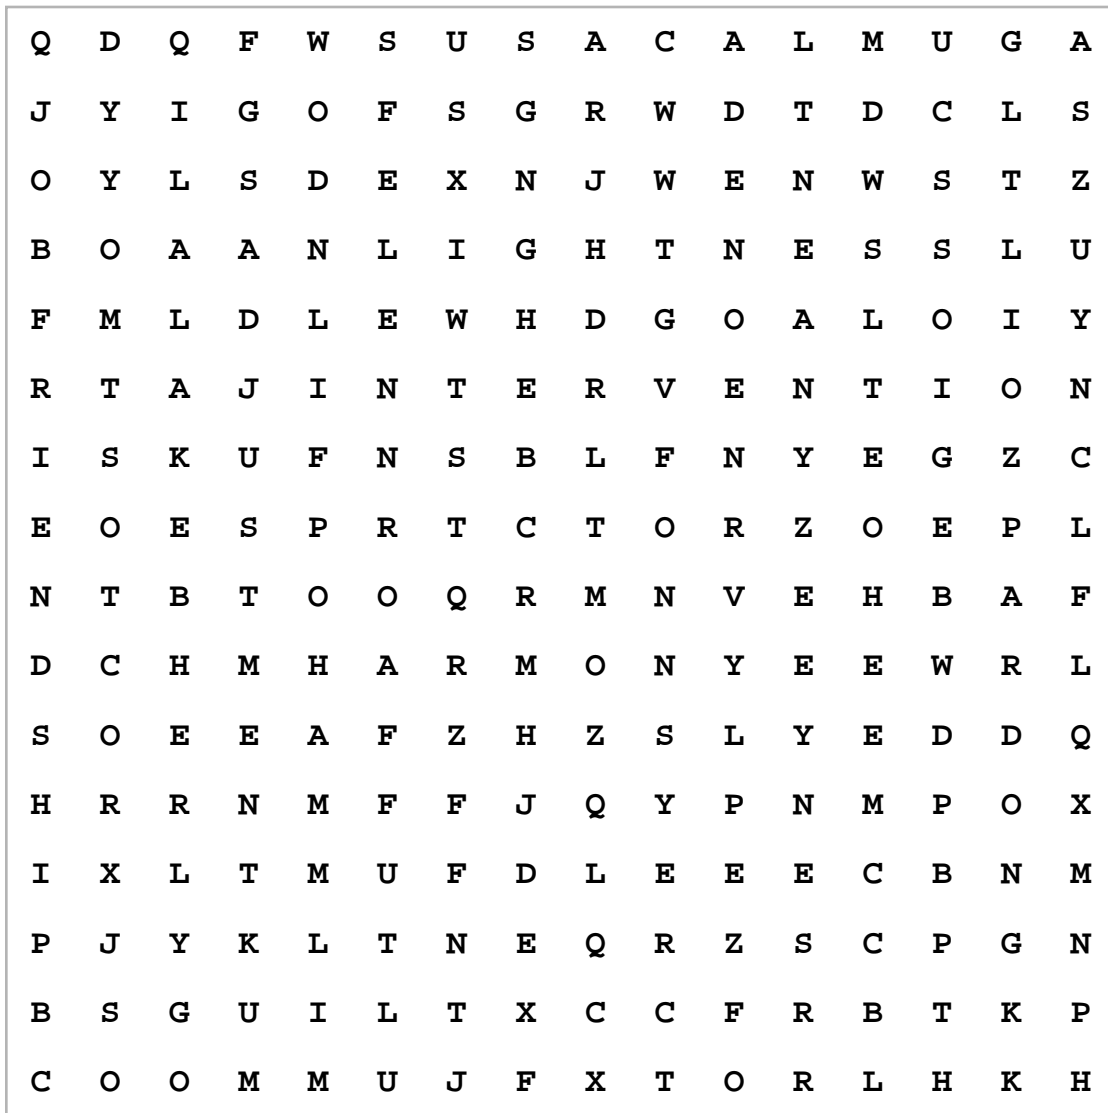 Q D Q F W S U S A C A L M U G A
J Y I G O F S G R W D T D C L S
O Y L S D E X N J W E N W S T Z
B O A A N L I G H T N E S S L U
F M L D L E W H D G O A L O I Y
R T A J I N T E R V E N T I O N
I S K U F N S B L F N Y E G Z C
E O E S P R T C T O R Z O E P L
N T B T O O Q R M N V E H B A F
D C H M H A R M O N Y E E W R L
S O E E A F Z H Z S L Y E D D Q
H R R N M F F J Q Y P N M P O X
I X L T M U F D L E E E C B N M
P J Y K L T N E Q R Z S C P G N
B S G U I L T X C C F R B T K P
C O O M M U J F X T O R L H K H